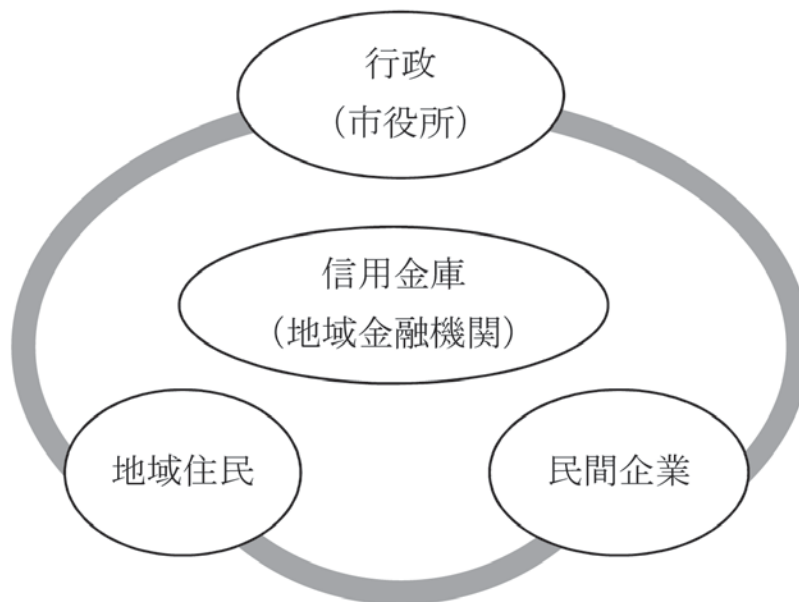 行政
（市役所）
信用金庫
（地域金融機関）
地域住民
民間企業